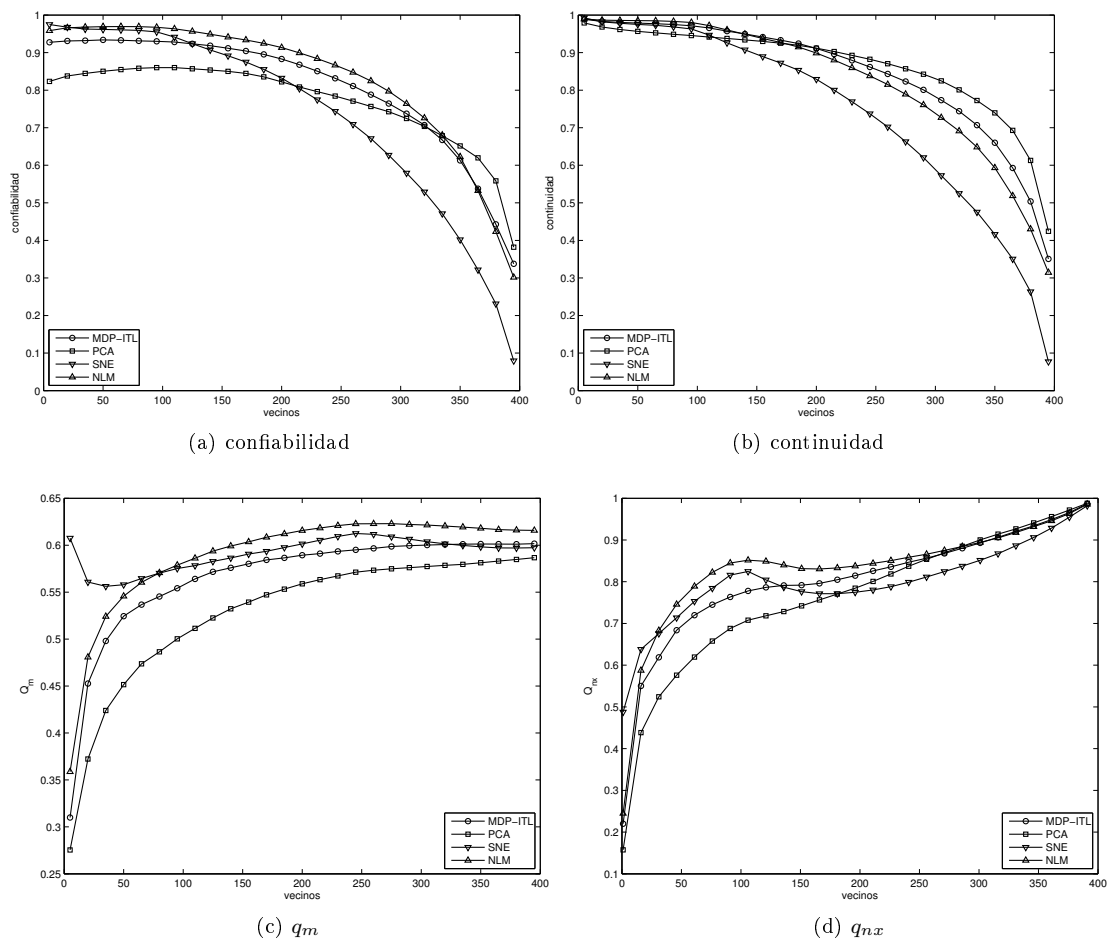 1
0.9
0.8
0.7
0.6
0.5
0.4
0.3
0.2
0.1
0
confiabilidad
MDP-ITL
PCA
SNE
NLM
0 50 100 150 200 250 300 350 400
vecinos
(a) confiabilidad
1
0.9
0.8
0.7
0.6
0.5
0.4
0.3
0.2
0.1
0
continuidad
MDP-ITL
PCA
SNE
NLM
0 50 100 150 200 250 300 350 400
vecinos
(b) continuidad
0.65
0.6
0.55
0.5
0.45
0.4
0.35
0.3
0.25
Q_m
MDP-ITL
PCA
SNE
NLM
0 50 100 150 200 250 300 350 400
vecinos
(c) q_m
1
0.9
0.8
0.7
0.6
0.5
0.4
0.3
0.2
0.1
Q_nx
MDP-ITL
PCA
SNE
NLM
0 50 100 150 200 250 300 350 400
vecinos
(d) q_nx